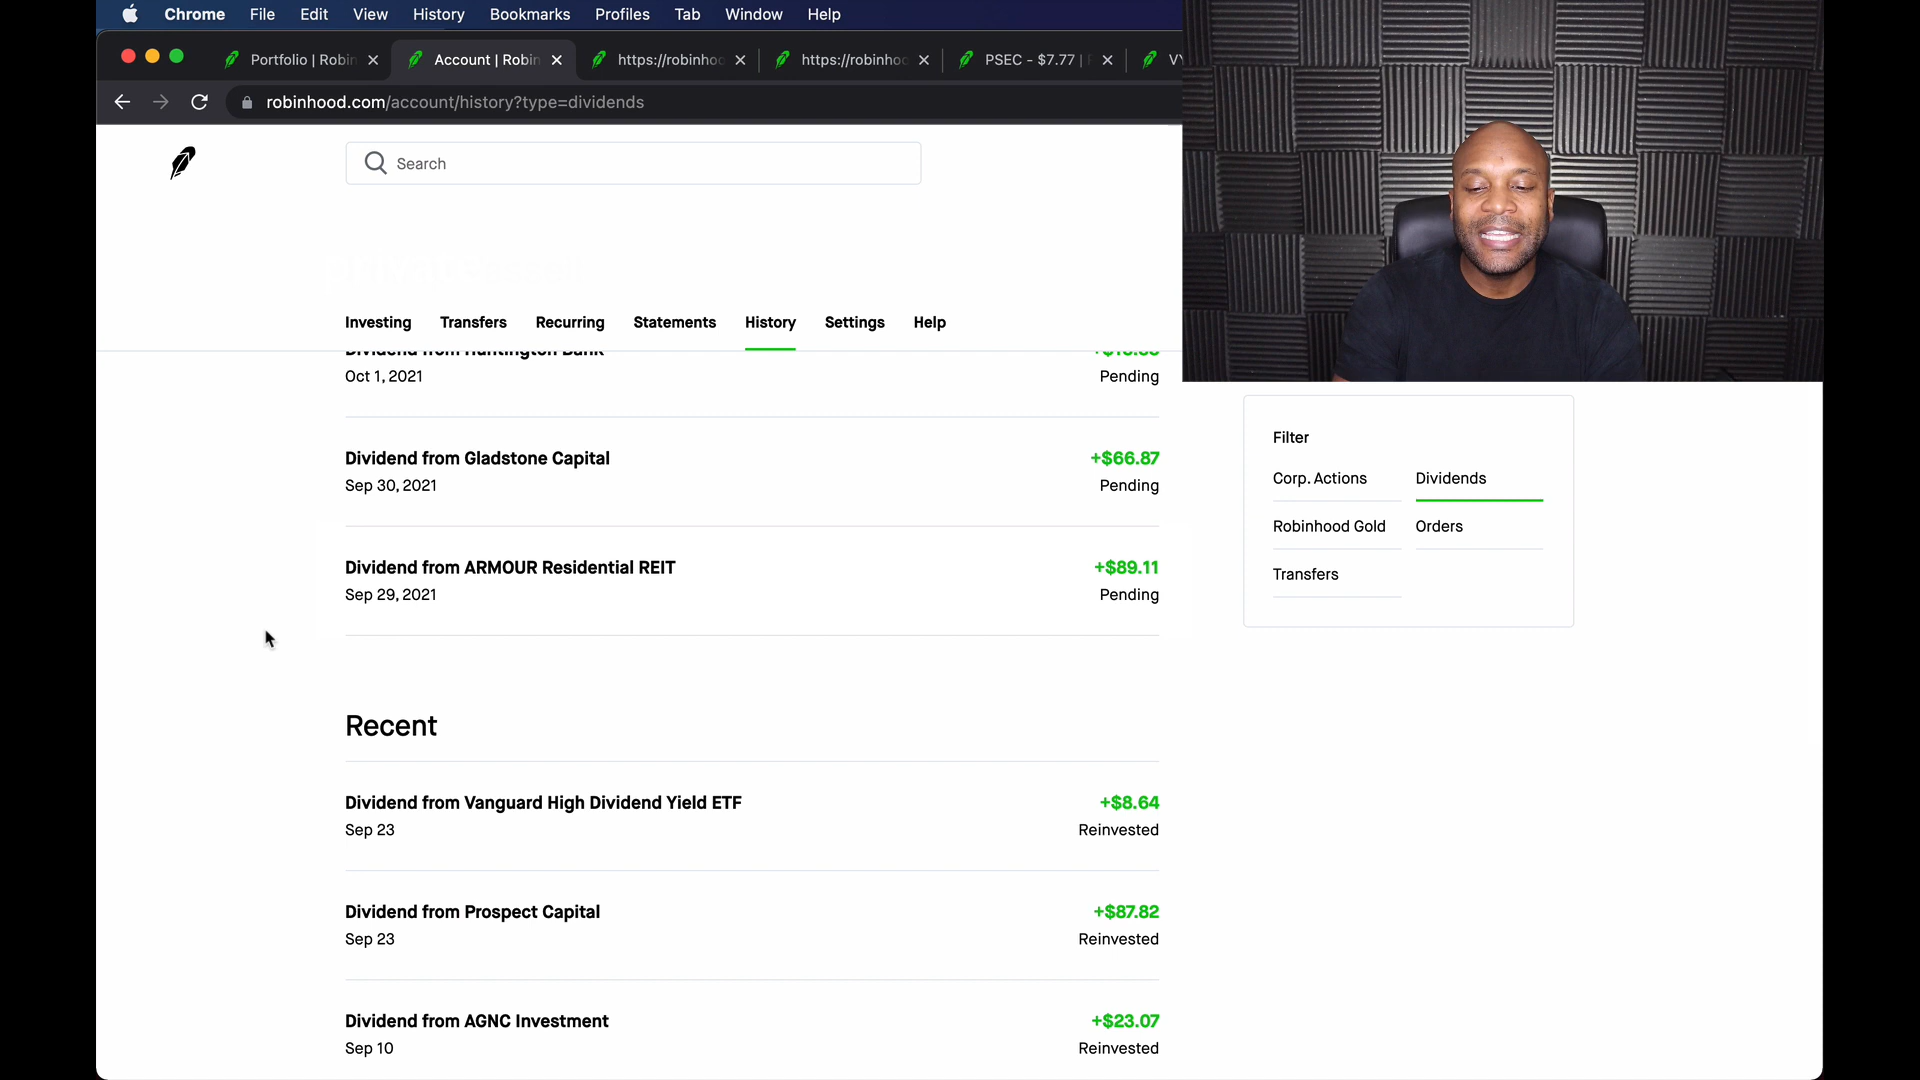 Chrome File Edit View History Bookmarks Profiles Tab Window Help
Portfolio | Robin Account | Robin https://robinhoo https://robinhoo PSEC - $7.77 | VY
robinhood.com/account/history?type=dividends
Search
Investing Transfers Recurring Statements History Settings Help
Dividend from Huntington Bank
Oct 1, 2021 Pending
Dividend from Gladstone Capital +$66.87
Sep 30, 2021 Pending
Dividend from ARMOUR Residential REIT +$89.11
Sep 29, 2021 Pending
Recent
Dividend from Vanguard High Dividend Yield ETF +$8.64
Sep 23 Reinvested
Dividend from Prospect Capital +$87.82
Sep 23 Reinvested
Dividend from AGNC Investment +$23.07
Sep 10 Reinvested
Filter
Corp. Actions Dividends
Robinhood Gold Orders
Transfers